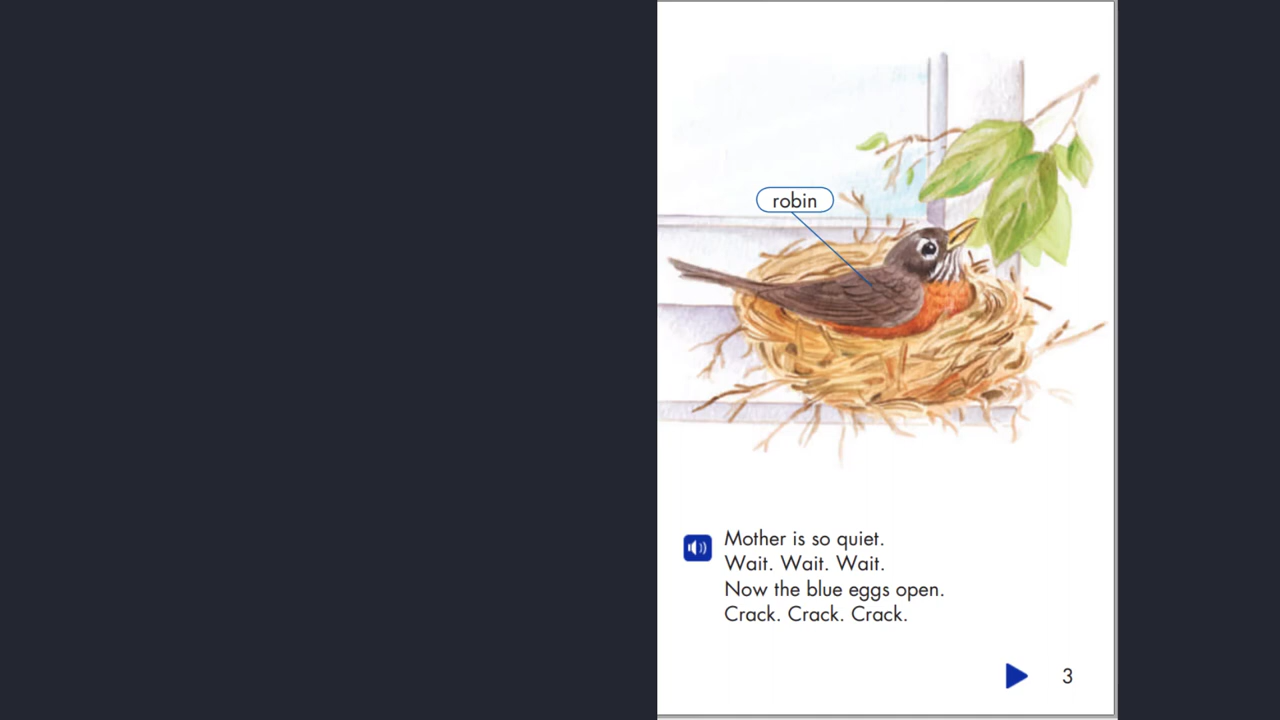 robin
Mother is so quiet.
Wait. Wait. Wait.
Now the blue eggs open.
Crack. Crack. Crack.
3